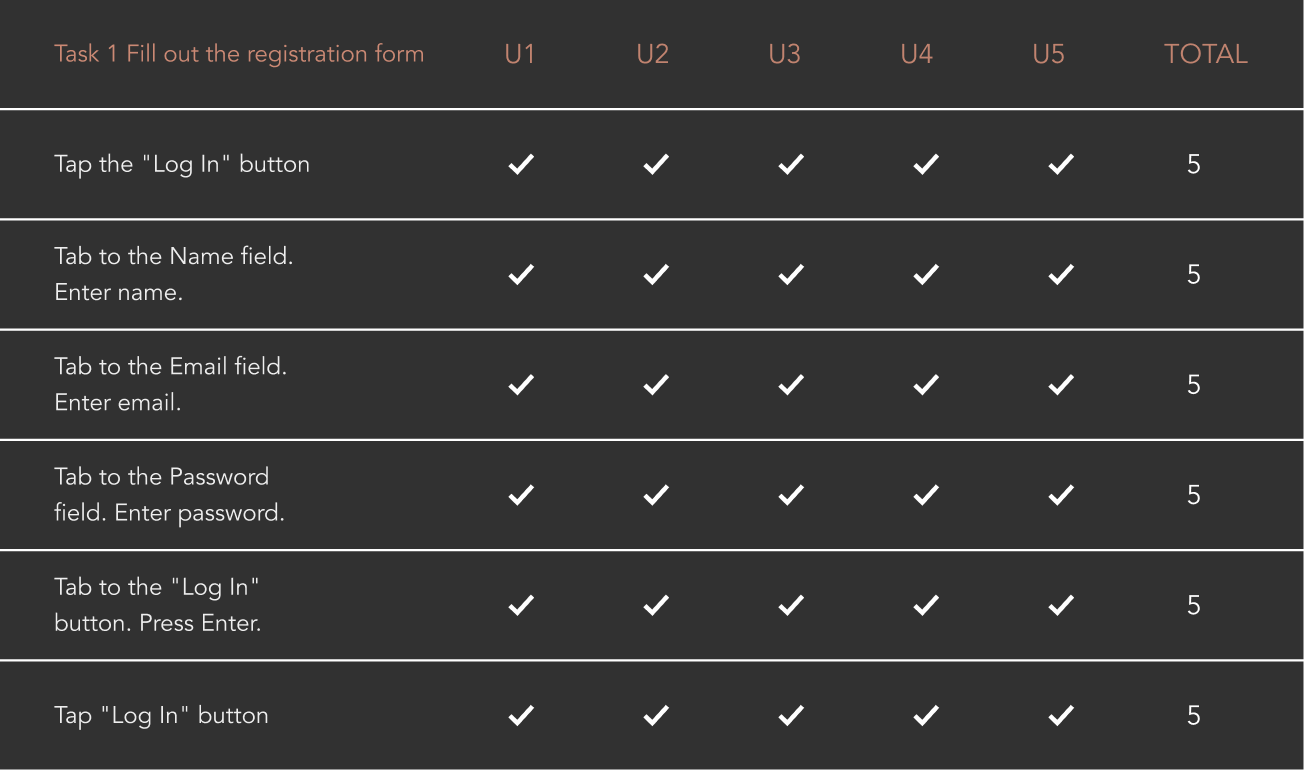 Task 1 Fill out the registration form U1 U2 U3 U4 U5 TOTAL
Tap the "Log In" button ✓ ✓ ✓ ✓ ✓ 5
Tab to the Name field.
Enter name. ✓ ✓ ✓ ✓ ✓ 5
Tab to the Email field.
Enter email. ✓ ✓ ✓ ✓ ✓ 5
Tab to the Password
field. Enter password. ✓ ✓ ✓ ✓ ✓ 5
Tab to the "Log In"
button. Press Enter. ✓ ✓ ✓ ✓ ✓ 5
Tap "Log In" button ✓ ✓ ✓ ✓ ✓ 5